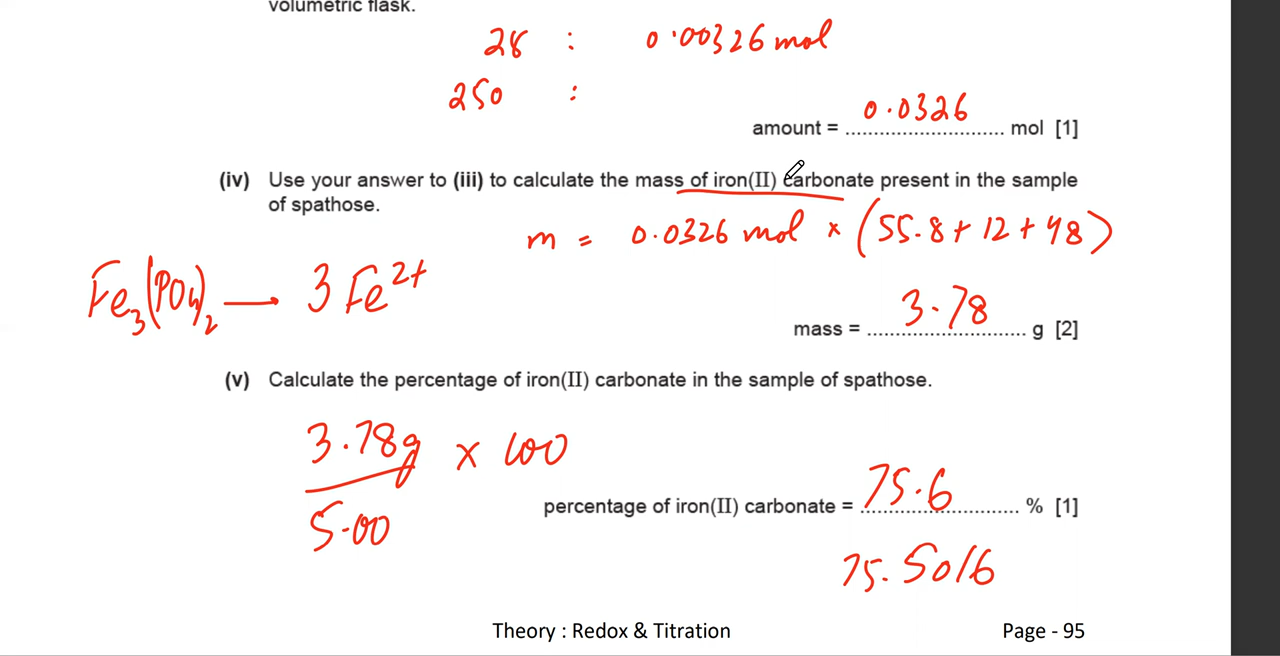 volumetric flask.
28 : 0.00326 mol
250 :
amount = 0.0326 mol [1]
(iv) Use your answer to (iii) to calculate the mass of iron(II) carbonate present in the sample
of spathose.
m = 0.0326 mol × (55.8 + 12 + 48)
Fe3(PO4)2 → 3 Fe2+
mass = 3.78 g [2]
(v) Calculate the percentage of iron(II) carbonate in the sample of spathose.
3.78g × 100
5.00
percentage of iron(II) carbonate = 75.6 % [1]
75.5016
Theory : Redox & Titration Page - 95